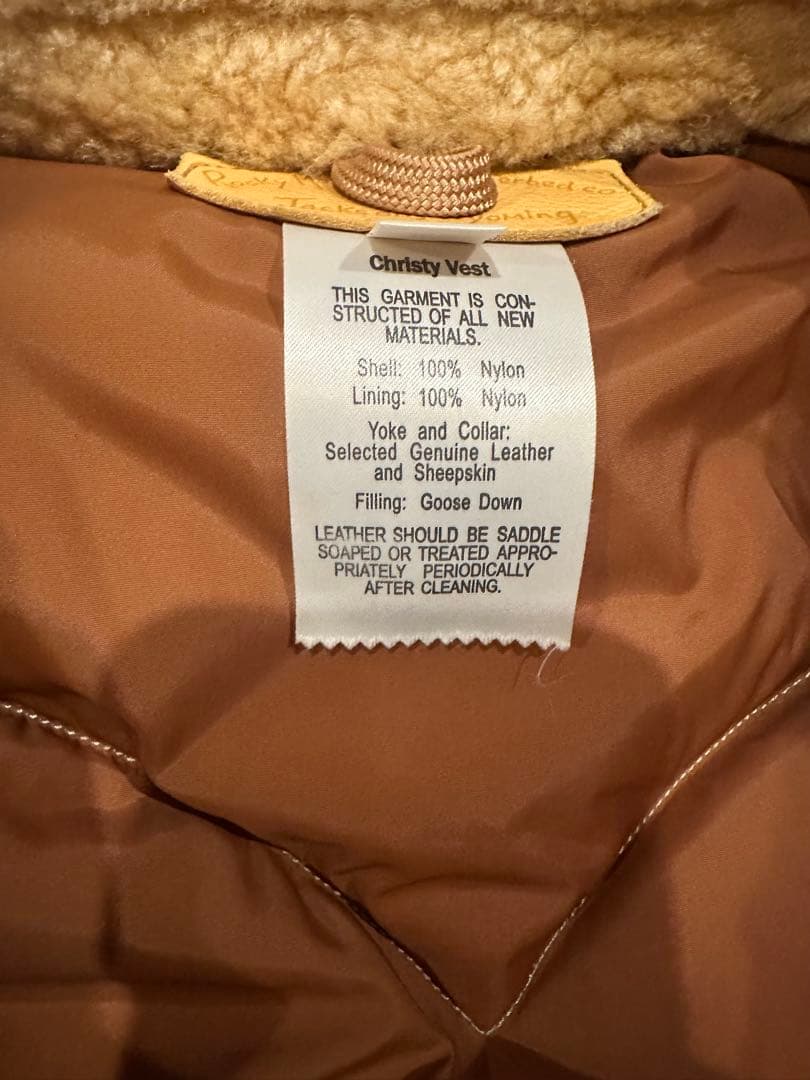 Rocky
Jacks
Christy Vest
THIS GARMENT IS CON-
STRUCTED OF ALL NEW
MATERIALS.
Shell: 100% Nylon
Lining: 100% Nylon
Yoke and Collar:
Selected Genuine Leather
and Sheepskin
Filling: Goose Down
LEATHER SHOULD BE SADDLE
SOAPED OR TREATED APPRO-
PRIATELY PERIODICALLY
AFTER CLEANING.